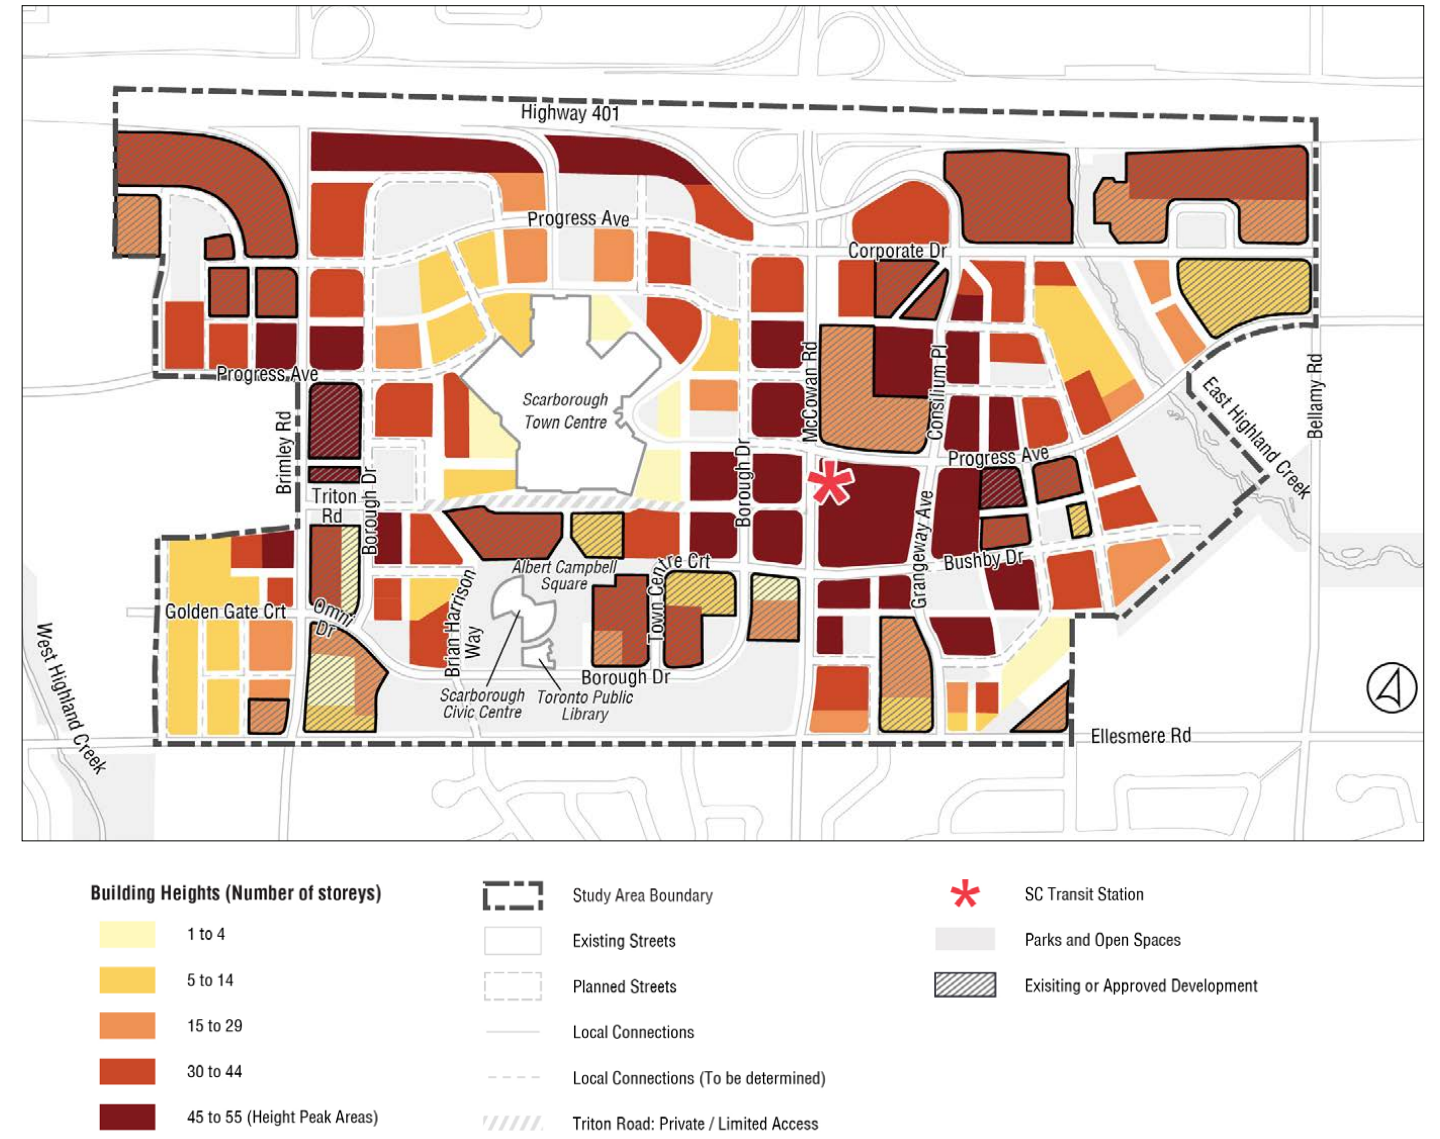 Highway 401
Progress Ave
Corporate Dr
Progress Ave
Scarborough
Town Centre
Brimley Rd
McCowan Rd
Consilium Pl
Bellamy Rd
East Highland Creek
Borough Dr
Borough Dr
Progress Ave
Triton
Rd
Grangeway Ave
Bushby Dr
Albert Campbell
Square
Town Centre Crt
Town Centre Crt
Golden Gate Crt
Omni
Dr
Brian Harrison
Way
Borough Dr
Scarborough
Civic Centre
Toronto Public
Library
West Highland Creek
Ellesmere Rd
Building Heights (Number of storeys)
1 to 4
5 to 14
15 to 29
30 to 44
45 to 55 (Height Peak Areas)
Study Area Boundary
Existing Streets
Planned Streets
Local Connections
Local Connections (To be determined)
Triton Road: Private / Limited Access
SC Transit Station
Parks and Open Spaces
Exisiting or Approved Development